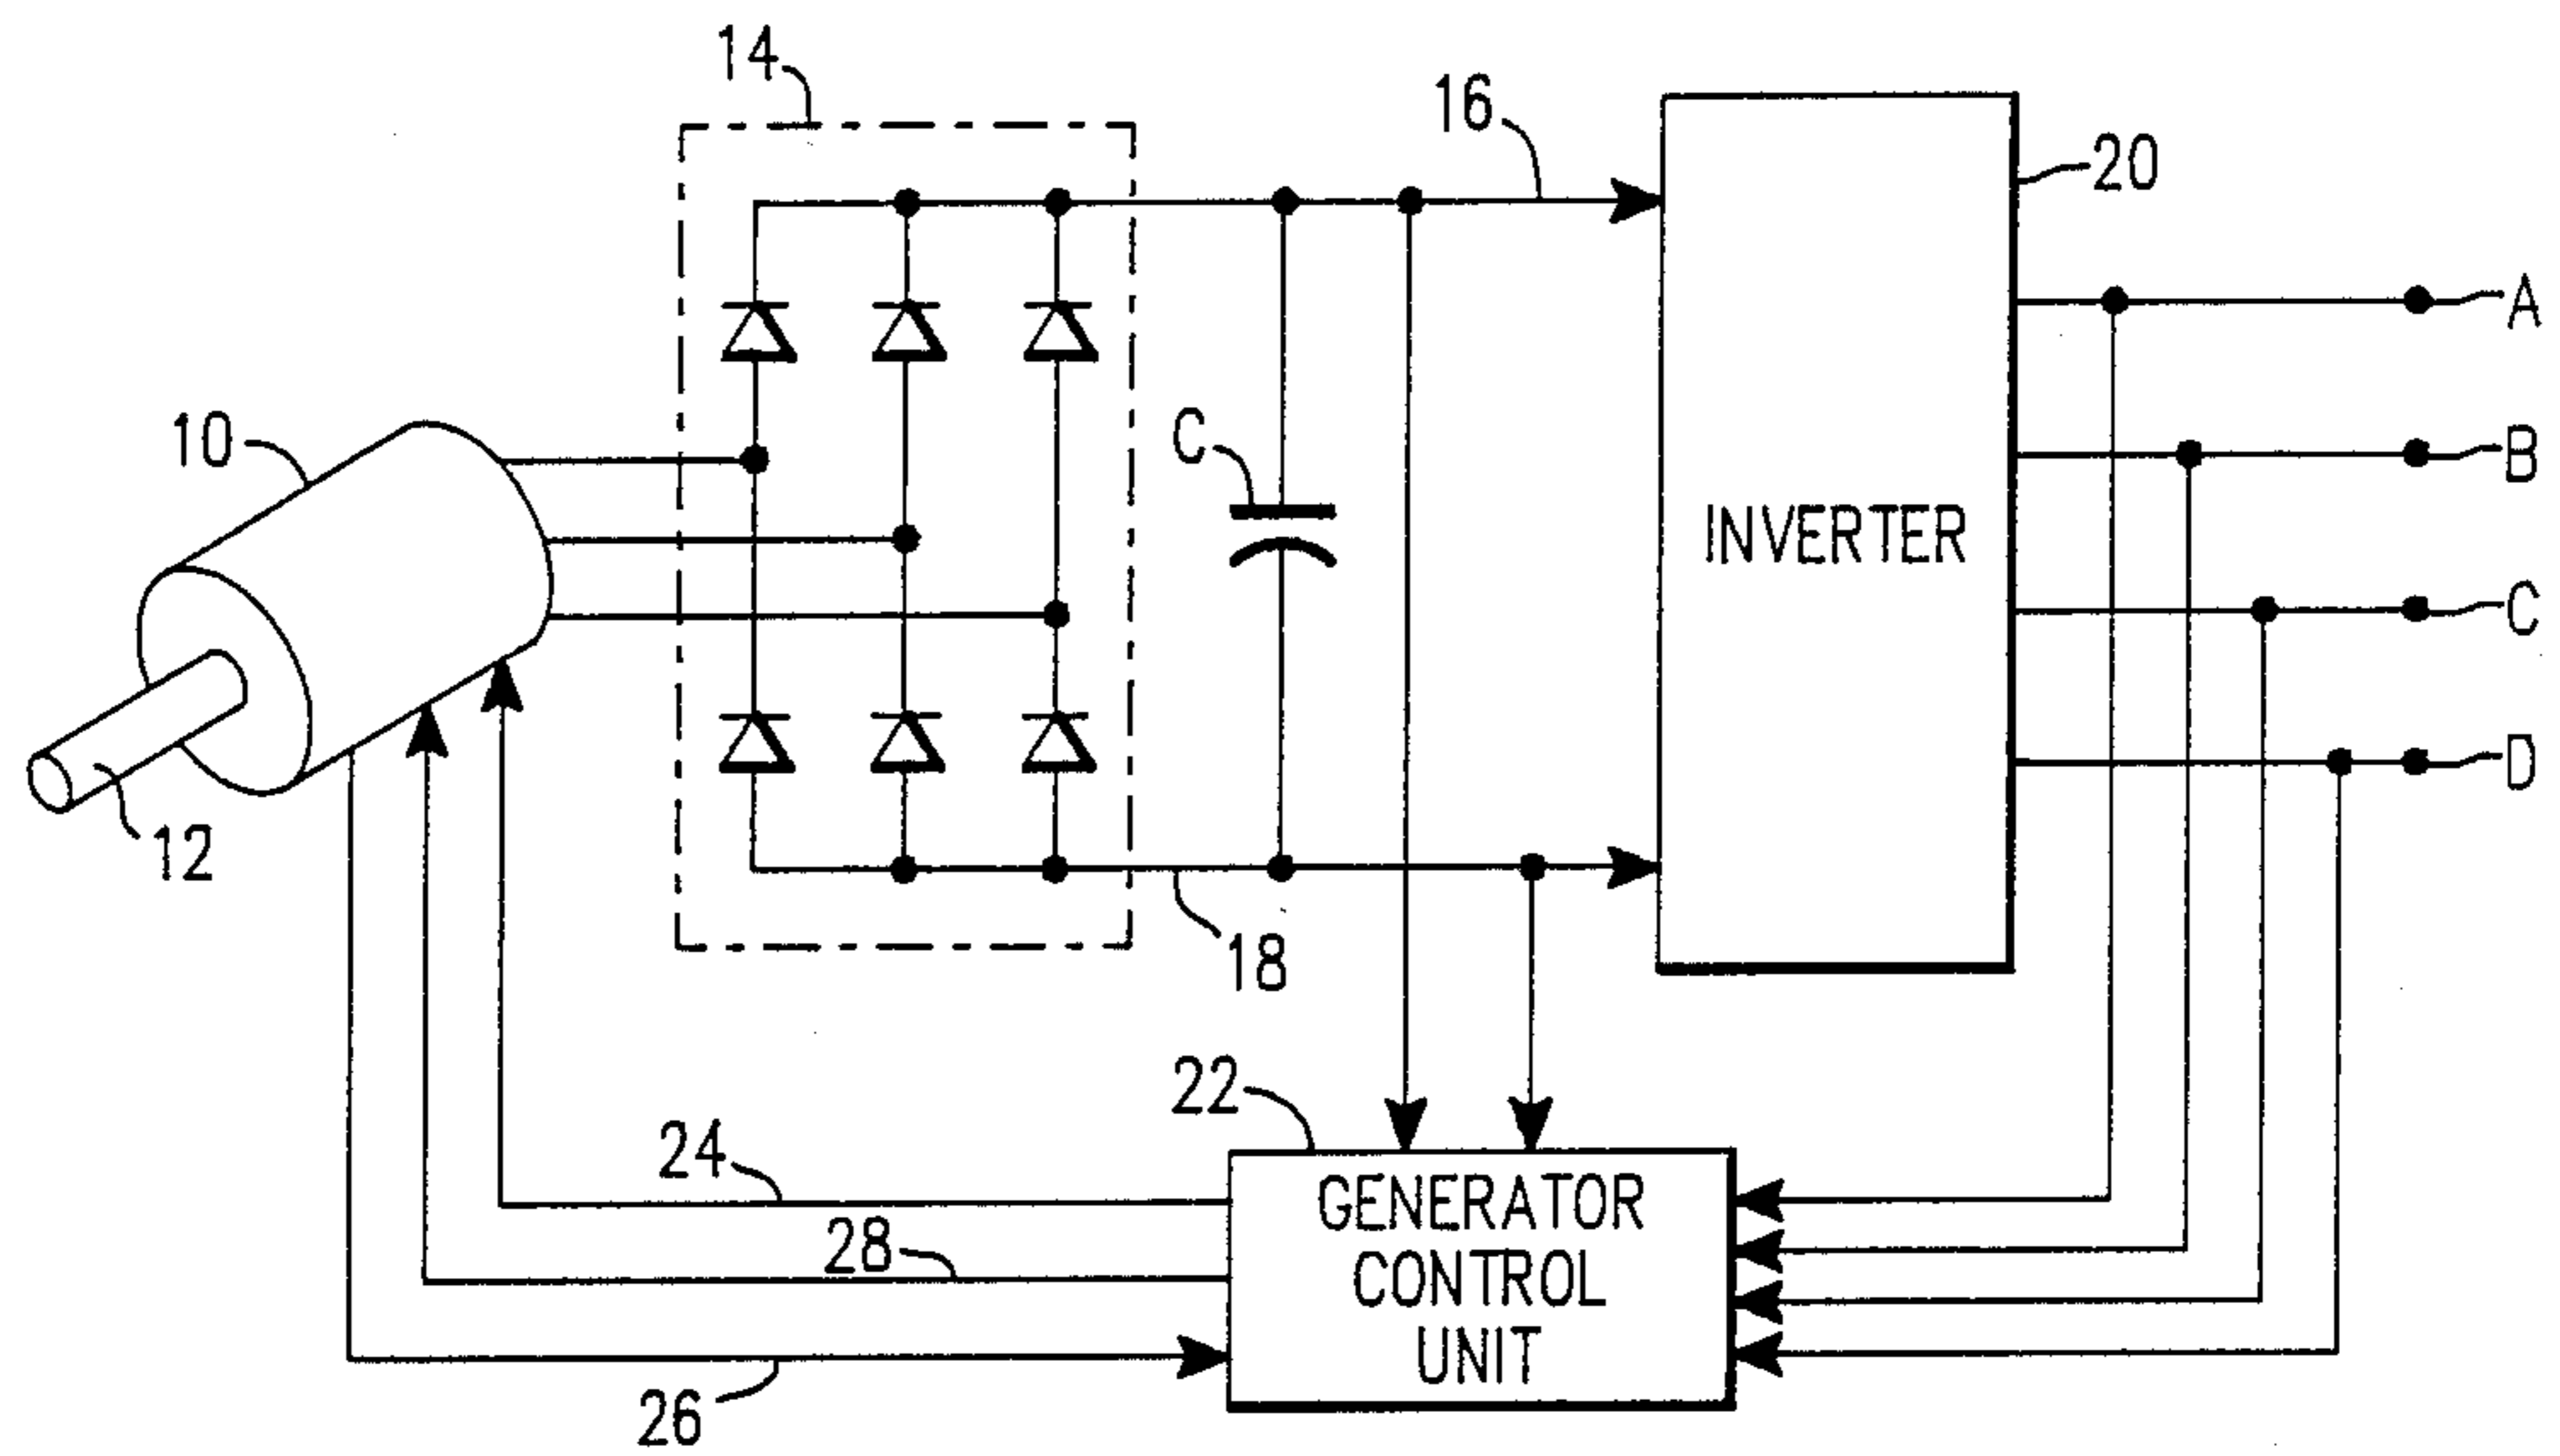 14
16
20
A
10
C
B
INVERTER
C
D
12
18
22
24
GENERATOR
28
CONTROL
UNIT
26